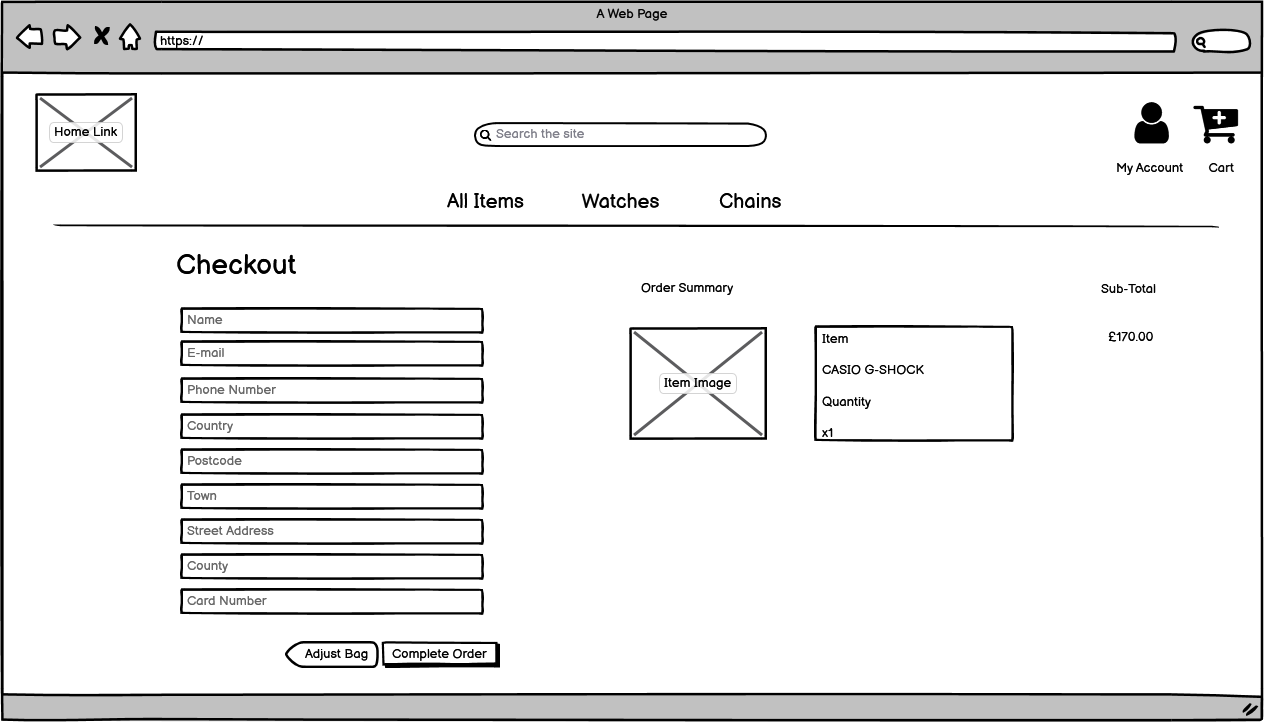 A Web Page
https://
Home Link
Search the site
My Account
Cart
All Items
Watches
Chains
Checkout
Name
E-mail
Phone Number
Country
Postcode
Town
Street Address
County
Card Number
Adjust Bag
Complete Order
Order Summary
Sub-Total
Item Image
Item
CASIO G-SHOCK
Quantity
x1
£170.00